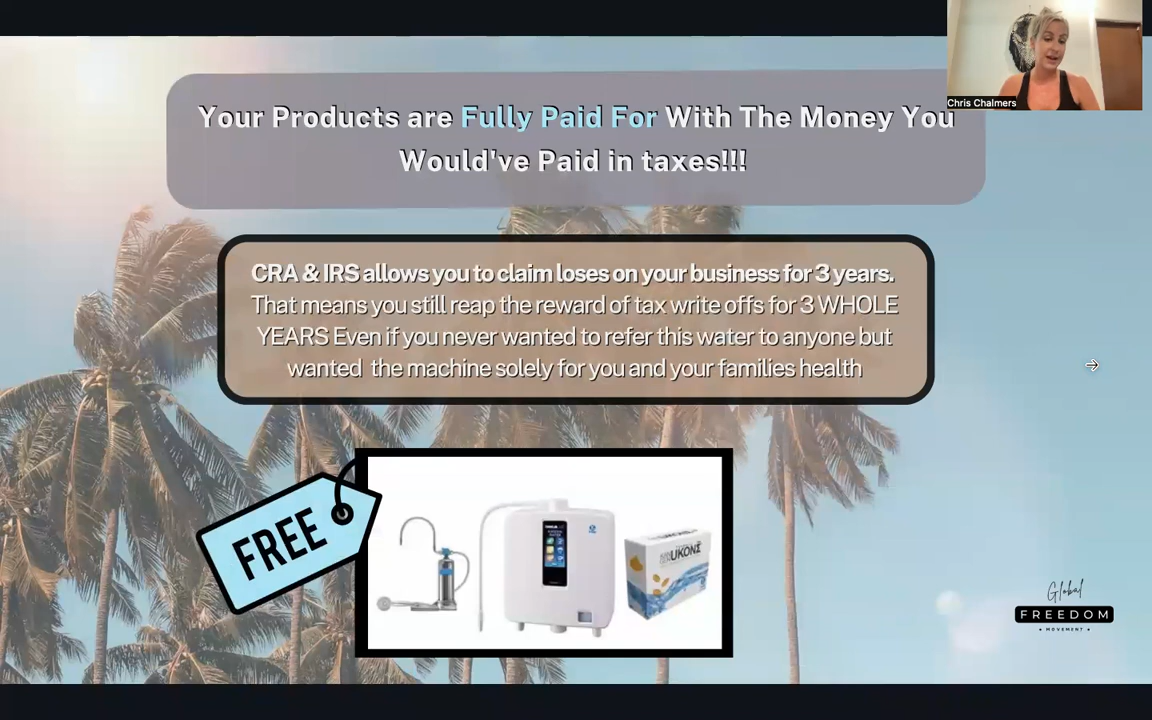 Chris Chalmers
Your Products are Fully Paid For With The Money You
Would've Paid in taxes!!!
CRA & IRS allows you to claim loses on your business for 3 years.
That means you still reap the reward of tax write offs for 3 WHOLE
YEARS Even if you never wanted to refer this water to anyone but
wanted the machine solely for you and your families health
FREE
UKON
Global
FREEDOM
• MOVEMENT •